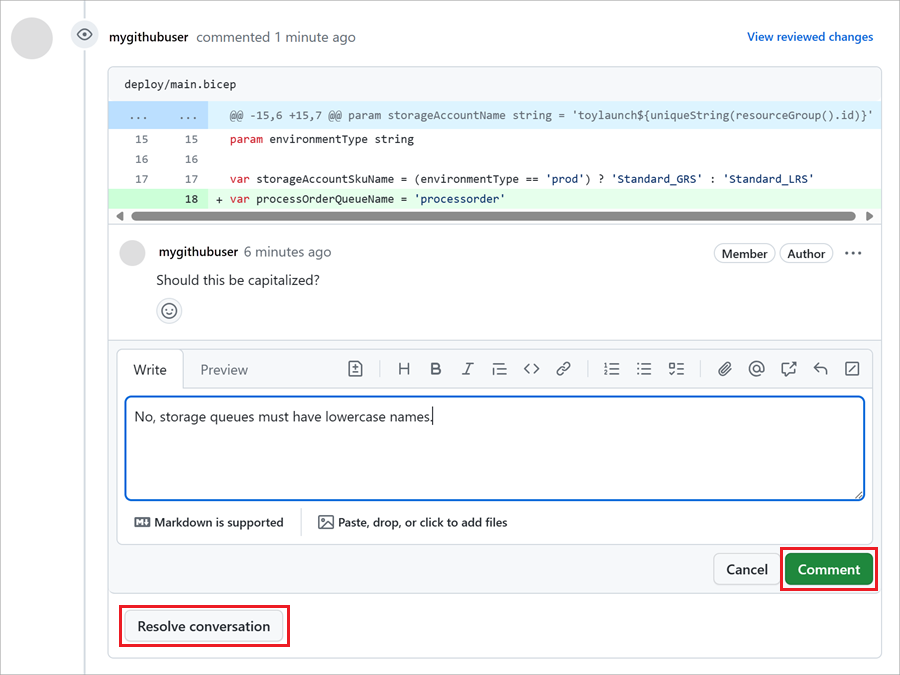 mygithubuser commented 1 minute ago View reviewed changes
deploy/main.bicep
... ... @@ -15,6 +15,7 @@ param storageAccountName string = 'toylaunch${uniqueString(resourceGroup().id)}'
15 15 param environmentType string
16 16
17 17 var storageAccountSkuName = (environmentType == 'prod') ? 'Standard_GRS' : 'Standard_LRS'
18 + var processOrderQueueName = 'processorder'
mygithubuser 6 minutes ago Member Author
Should this be capitalized?
Write Preview
No, storage queues must have lowercase names.
Markdown is supported Paste, drop, or click to add files
Cancel Comment
Resolve conversation